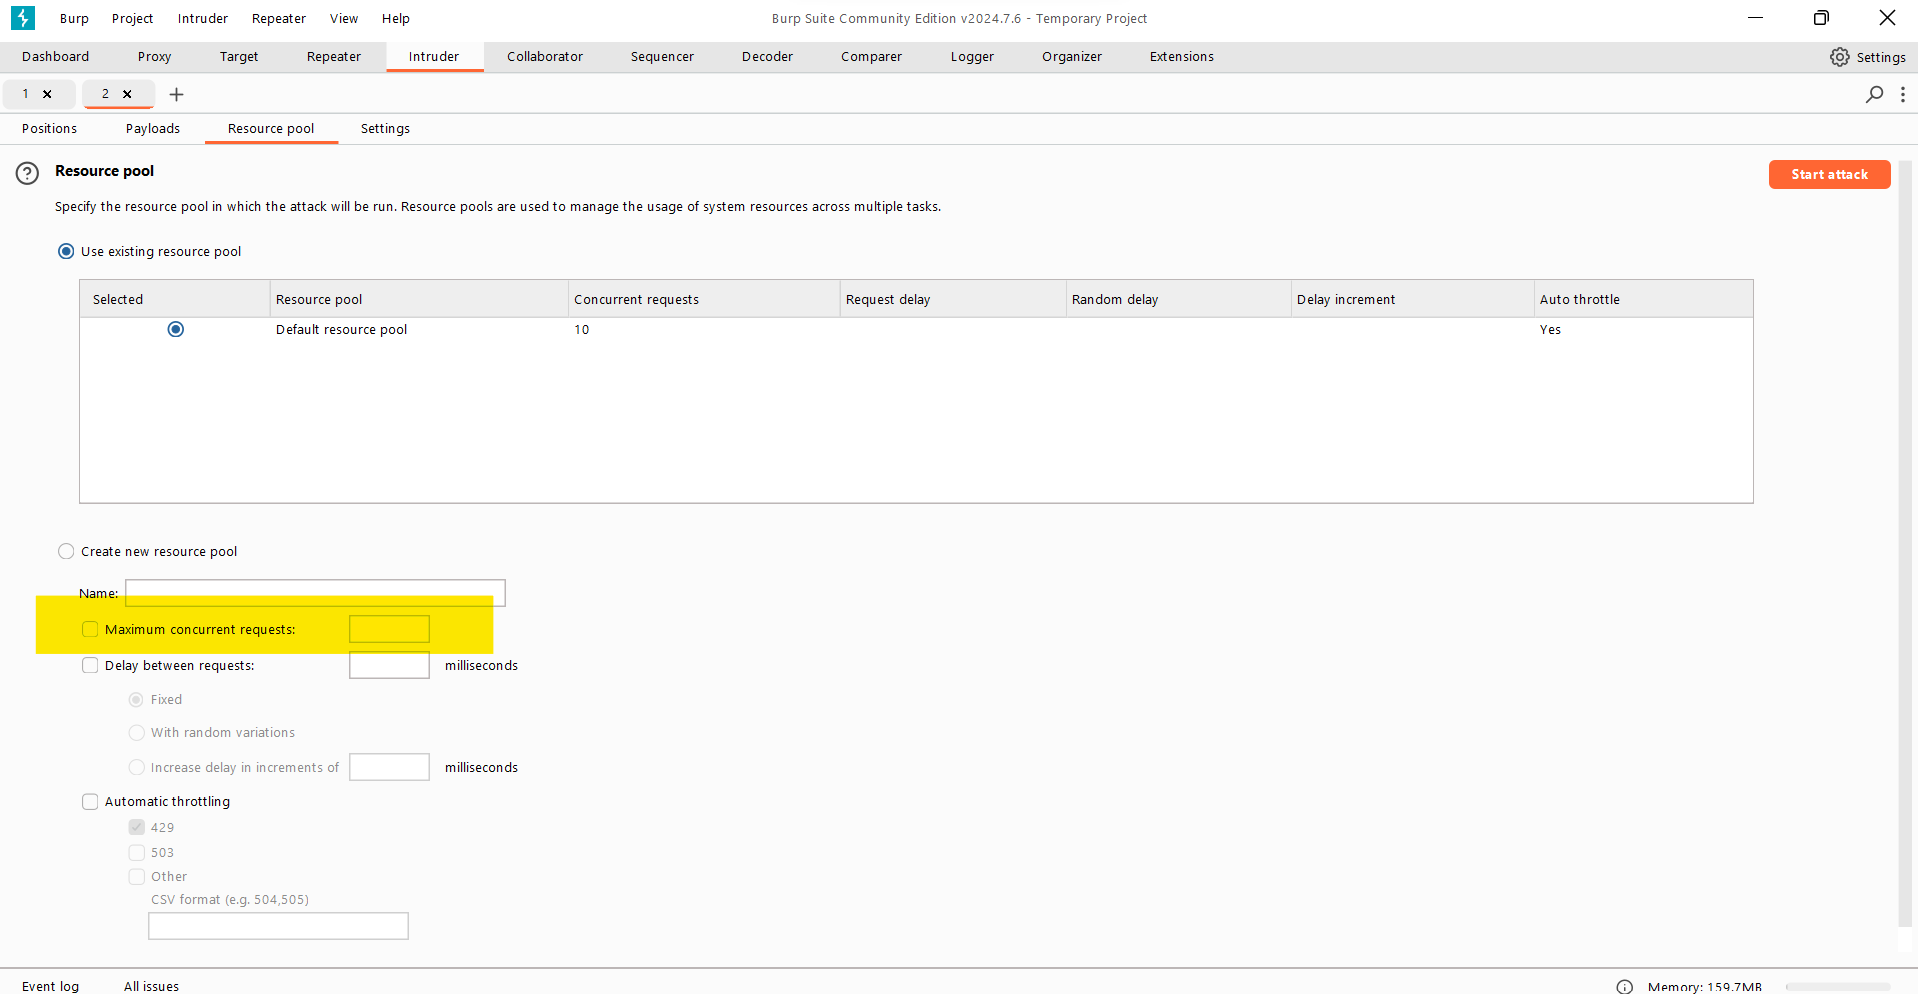 Burp Project Intruder Repeater View Help Burp Suite Community Edition v2024.7.6 - Temporary Project
Dashboard Proxy Target Repeater Intruder Collaborator Sequencer Decoder Comparer Logger Organizer Extensions Settings
1 2
Positions Payloads Resource pool Settings
Resource pool
Start attack
Specify the resource pool in which the attack will be run. Resource pools are used to manage the usage of system resources across multiple tasks.
Use existing resource pool
Selected Resource pool Concurrent requests Request delay Random delay Delay increment Auto throttle
Default resource pool 10 Yes
Create new resource pool
Name:
Maximum concurrent requests:
Delay between requests: milliseconds
Fixed
With random variations
Increase delay in increments of milliseconds
Automatic throttling
429
503
Other
CSV format (e.g. 504,505)
Event log All issues Memory: 159.7MB